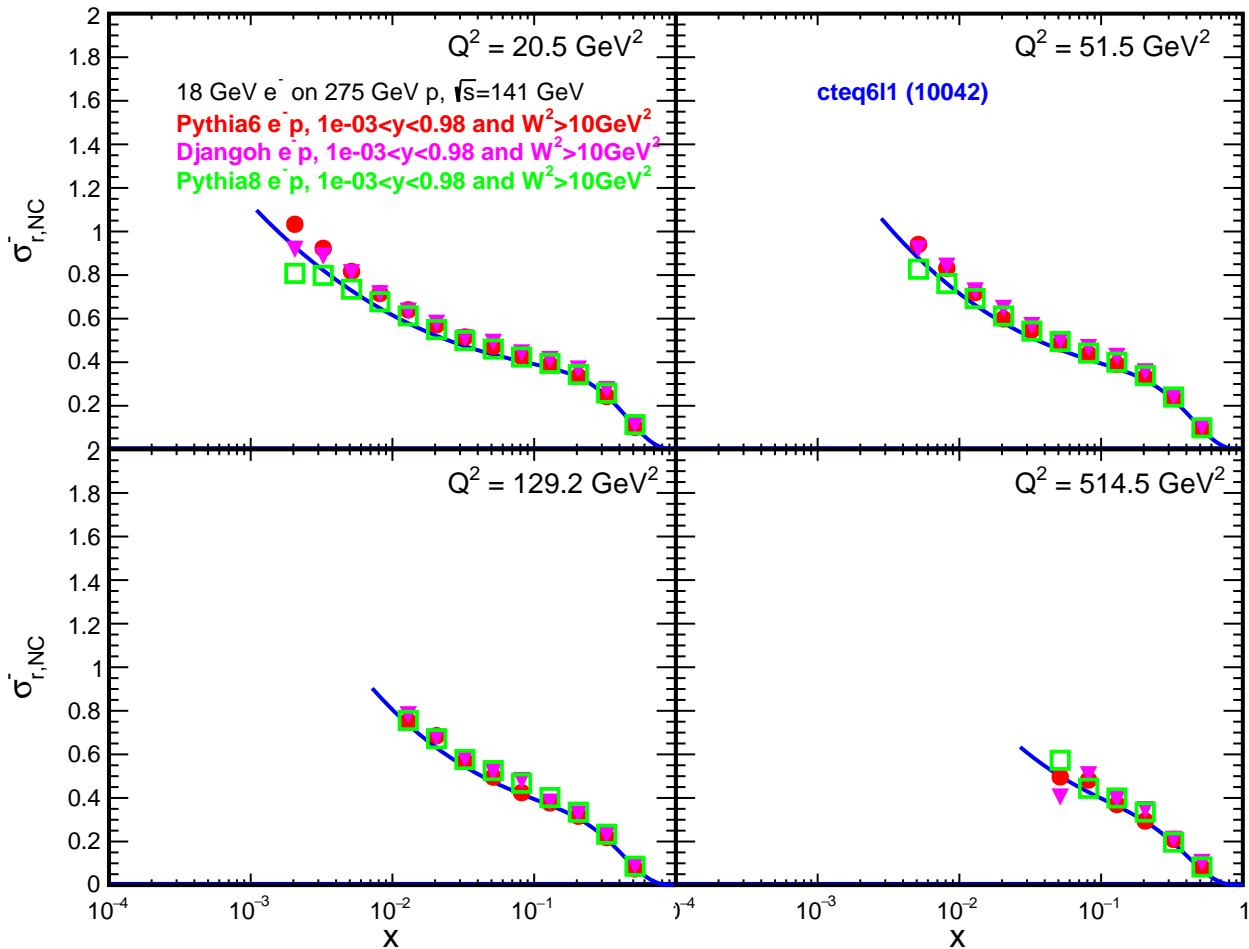 Q² = 20.5 GeV²
18 GeV e⁻ on 275 GeV p, √s=141 GeV
Pythia6 e⁻p, 1e-03<y<0.98 and W²>10GeV²
Djangoh e⁻p, 1e-03<y<0.98 and W²>10GeV²
Pythia8 e⁻p, 1e-03<y<0.98 and W²>10GeV²
σ⁻r,NC
2
1.8
1.6
1.4
1.2
1
0.8
0.6
0.4
0.2
Q² = 51.5 GeV²
cteq6l1 (10042)
Q² = 129.2 GeV²
σ⁻r,NC
2
2
1.8
1.6
1.4
1.2
1
0.8
0.6
0.4
0.2
0
10⁻⁴ 10⁻³ 10⁻² 10⁻¹
x
Q² = 514.5 GeV²
0⁻⁴ 10⁻³ 10⁻² 10⁻¹ 1
x